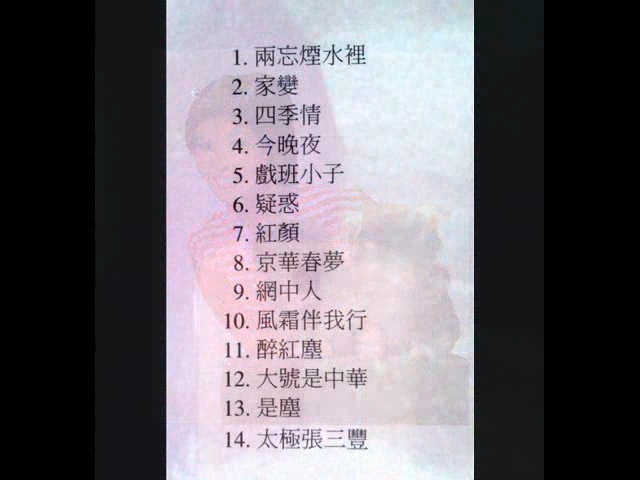 1. 兩忘煙水裡
2. 家變
3. 四季情
4. 今晚夜
5. 戲班小子
6. 疑惑
7. 紅顏
8. 京華春夢
9. 網中人
10. 風霜伴我行
11. 醉紅塵
12. 大號是中華
13. 是塵
14. 太極張三豐